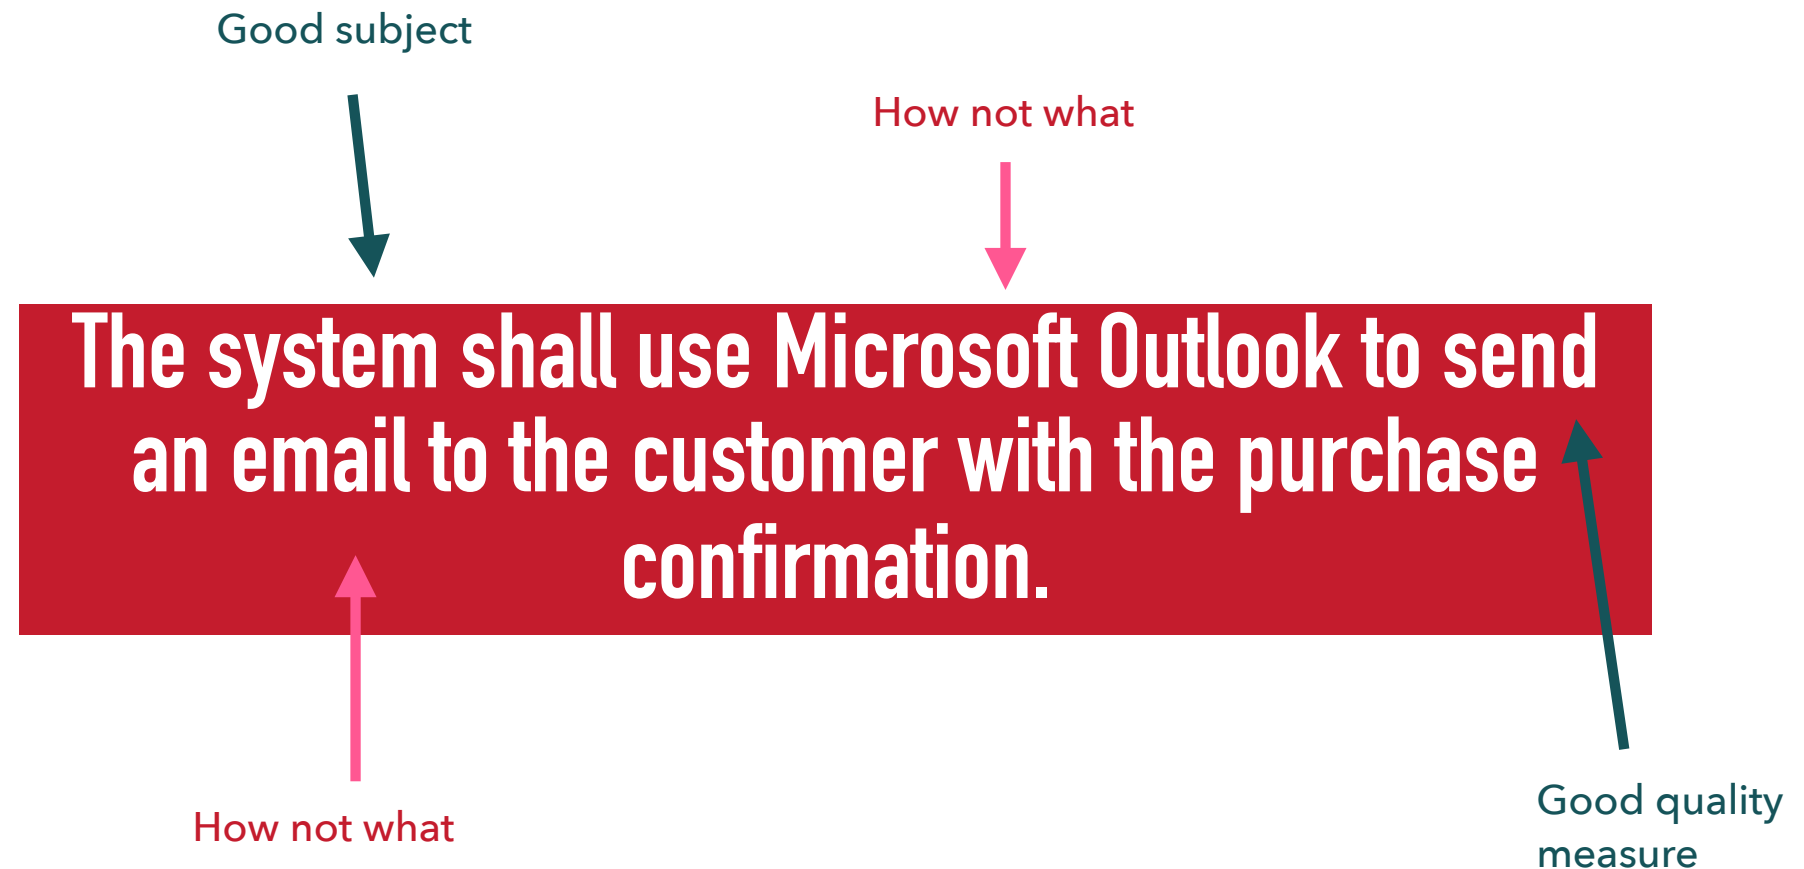 Good subject
How not what
The system shall use Microsoft Outlook to send
an email to the customer with the purchase
confirmation.
How not what
Good quality
measure